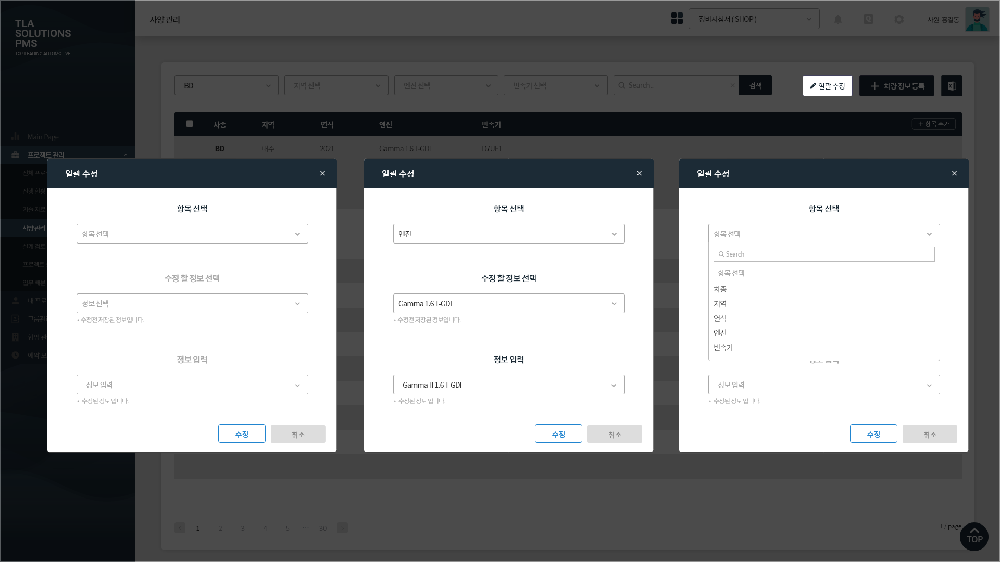 TLA
SOLUTIONS
PMS
TOP LEADING AUTOMOTIVE
사양 관리
정비지침서 ( SHOP )
사원 홍길동
BD
지역 선택
엔진 선택
변속기 선택
Search..
검색
일괄 수정
차량 정보 등록
차종 지역 연식 엔진 변속기
+ 항목 추가
BD 내수 2021 Gamma 1.6 T-GDI D7UF1
Main Page
프로젝트 관리
전체 프로
진행 현황
기술 자료
사양 관리
설계 검토
프로젝트
업무 배분
내 프로
그룹관
협업 관
예약 보
일괄 수정
항목 선택
항목 선택
수정 할 정보 선택
정보 선택
• 수정전 저장된 정보입니다.
정보 입력
정보 입력
• 수정된 정보 입니다.
수정
취소
일괄 수정
항목 선택
엔진
수정 할 정보 선택
Gamma 1.6 T-GDI
• 수정전 저장된 정보입니다.
정보 입력
Gamma-II 1.6 T-GDI
• 수정된 정보 입니다.
수정
취소
일괄 수정
항목 선택
항목 선택
Search
항목 선택
차종
지역
연식
엔진
변속기
정보 입력
• 수정된 정보 입니다.
수정
취소
1 2 3 4 5 ··· 30
1 / page
TOP